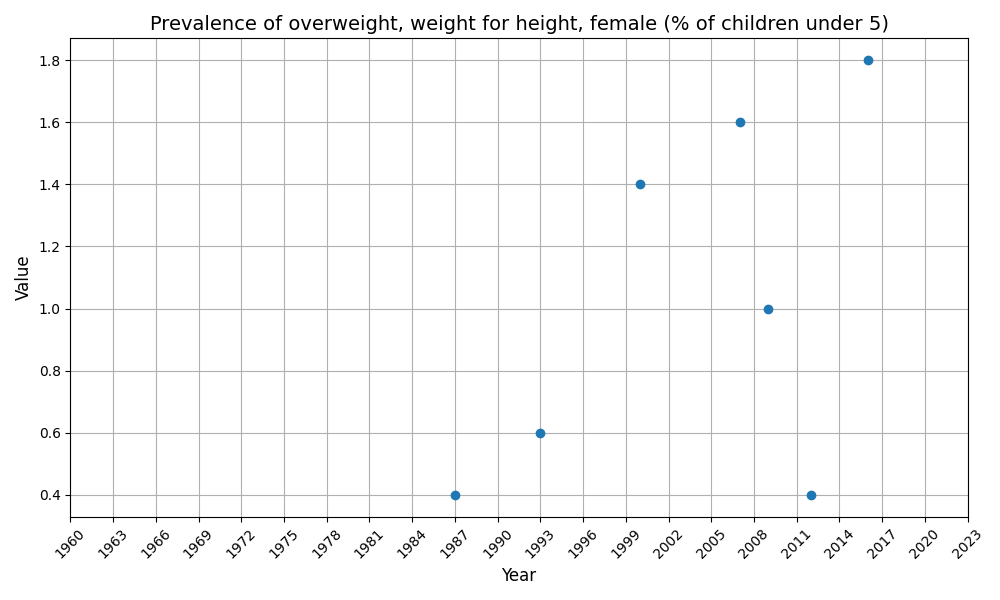 Prevalence of overweight, weight for height, female (% of children under 5)
1.8
1.6
1.4
1.2
1.0
0.8
0.6
0.4
Value
1960 1963 1966 1969 1972 1975 1978 1981 1984 1987 1990 1993 1996 1999 2002 2005 2008 2011 2014 2017 2020 2023
Year